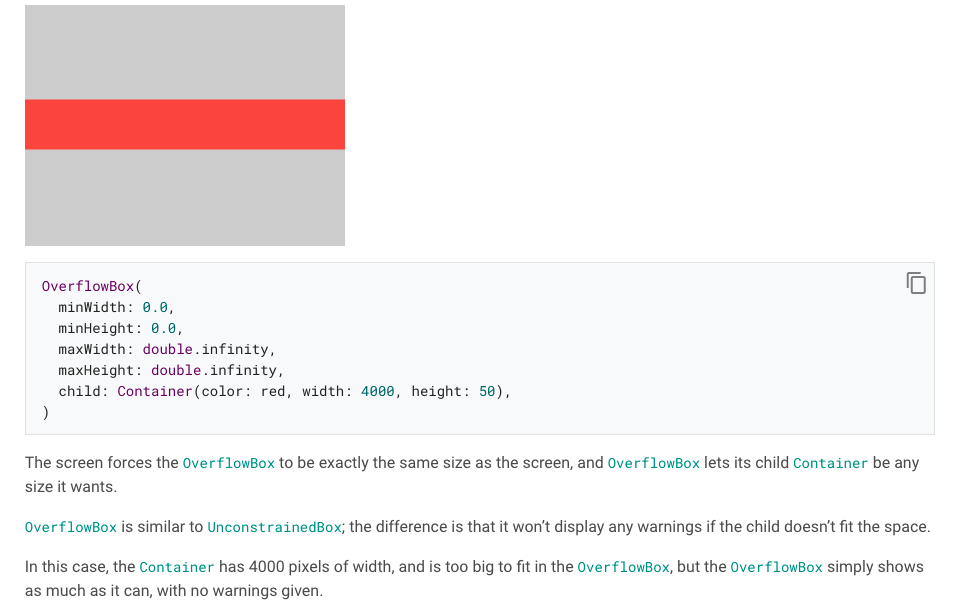 OverflowBox(
  minWidth: 0.0,
  minHeight: 0.0,
  maxWidth: double.infinity,
  maxHeight: double.infinity,
  child: Container(color: red, width: 4000, height: 50),
)
The screen forces the OverflowBox to be exactly the same size as the screen, and OverflowBox lets its child Container be any
size it wants.
OverflowBox is similar to UnconstrainedBox; the difference is that it won’t display any warnings if the child doesn’t fit the space.
In this case, the Container has 4000 pixels of width, and is too big to fit in the OverflowBox, but the OverflowBox simply shows
as much as it can, with no warnings given.